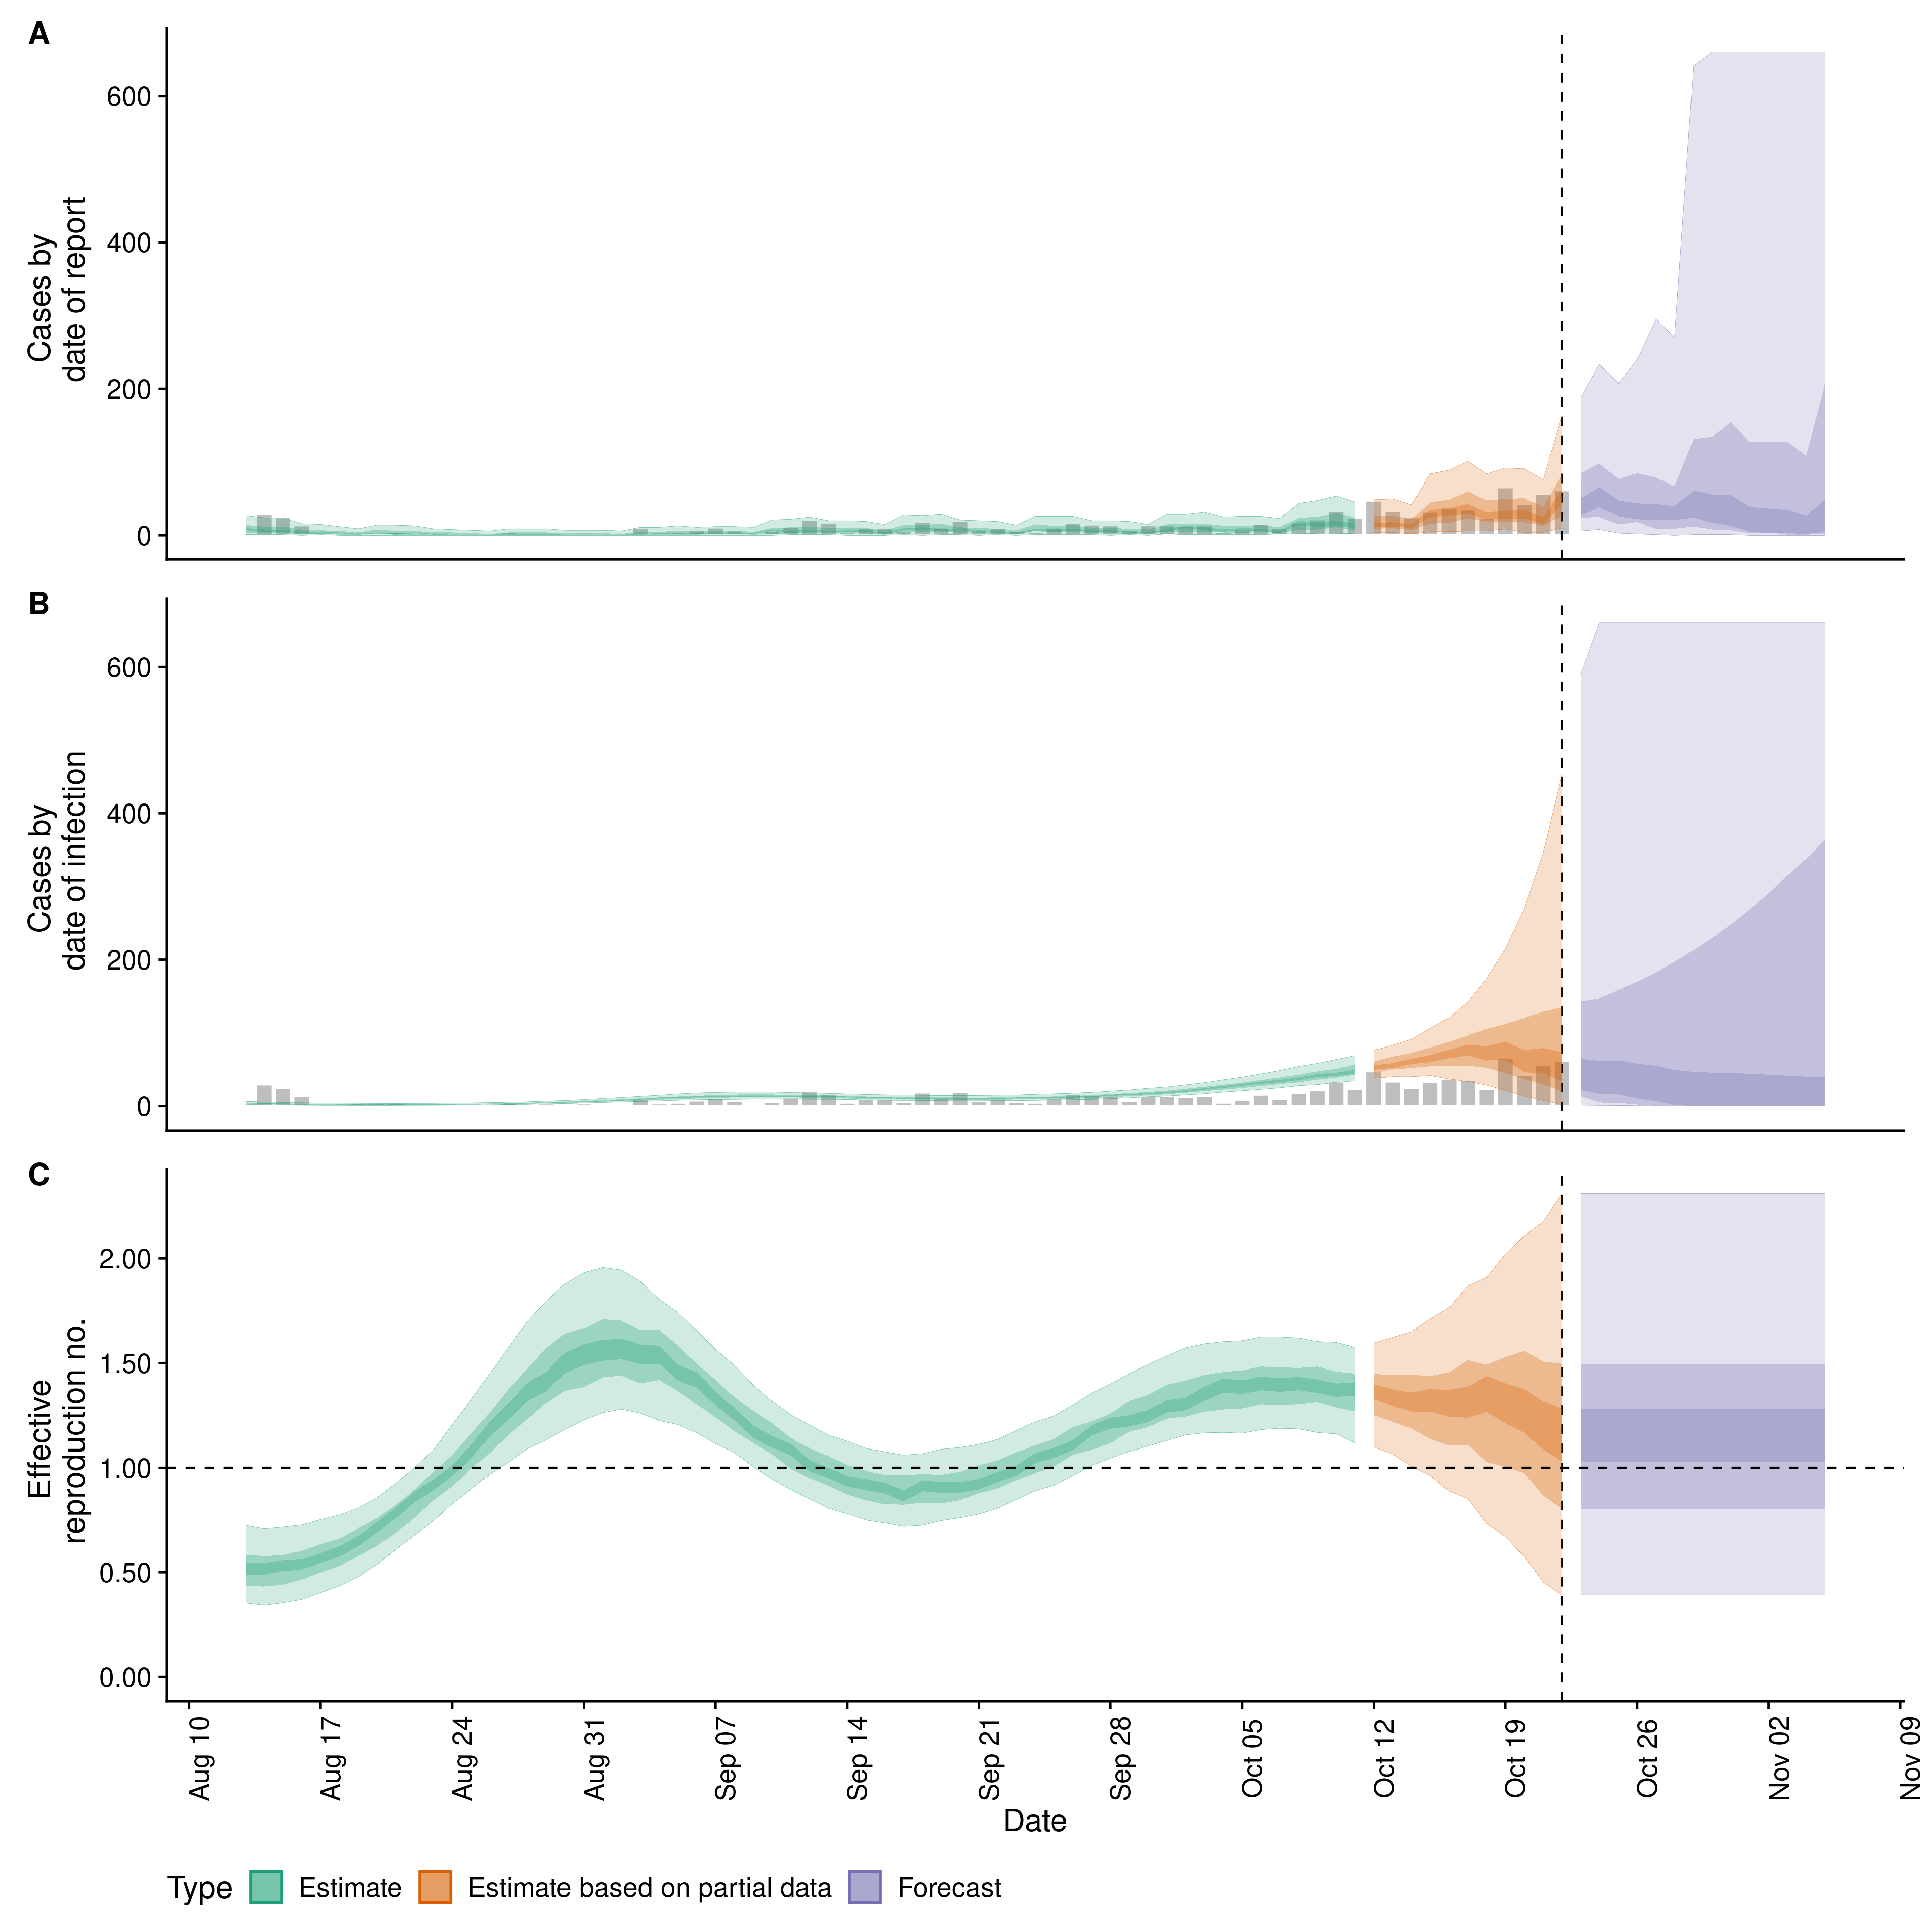 A
600
400
200
0
Cases by
date of report
B
600
400
200
0
Cases by
date of infection
C
2.00
1.50
1.00
0.50
0.00
Effective
reproduction no.
Aug 10
Aug 17
Aug 24
Aug 31
Sep 07
Sep 14
Sep 21
Sep 28
Oct 05
Oct 12
Oct 19
Oct 26
Nov 02
Nov 09
Date
Type Estimate Estimate based on partial data Forecast